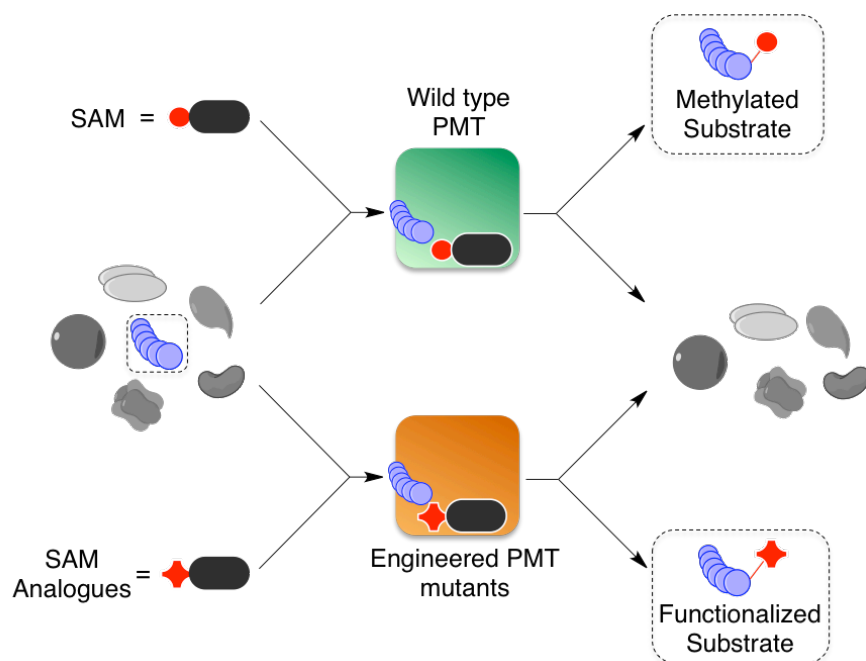 SAM =
Wild type
PMT
Methylated
Substrate
SAM
Analogues =
Engineered PMT
mutants
Functionalized
Substrate